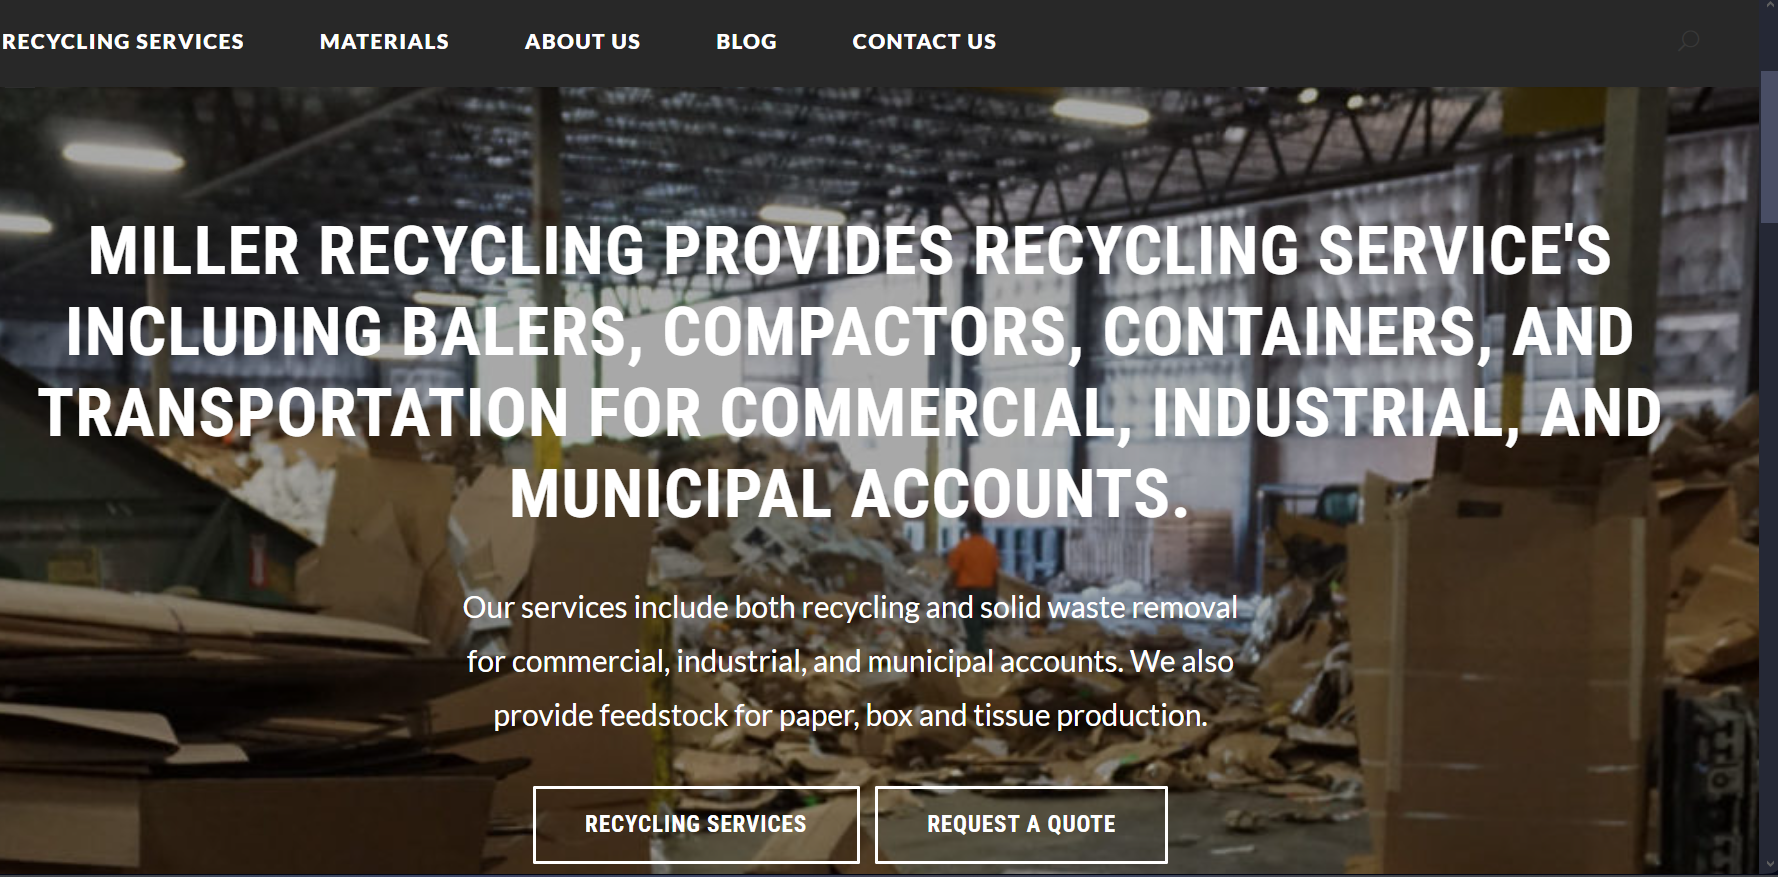 RECYCLING SERVICES MATERIALS ABOUT US BLOG CONTACT US
MILLER RECYCLING PROVIDES RECYCLING SERVICE'S
INCLUDING BALERS, COMPACTORS, CONTAINERS, AND
TRANSPORTATION FOR COMMERCIAL, INDUSTRIAL, AND
MUNICIPAL ACCOUNTS.
Our services include both recycling and solid waste removal
for commercial, industrial, and municipal accounts. We also
provide feedstock for paper, box and tissue production.
RECYCLING SERVICES REQUEST A QUOTE